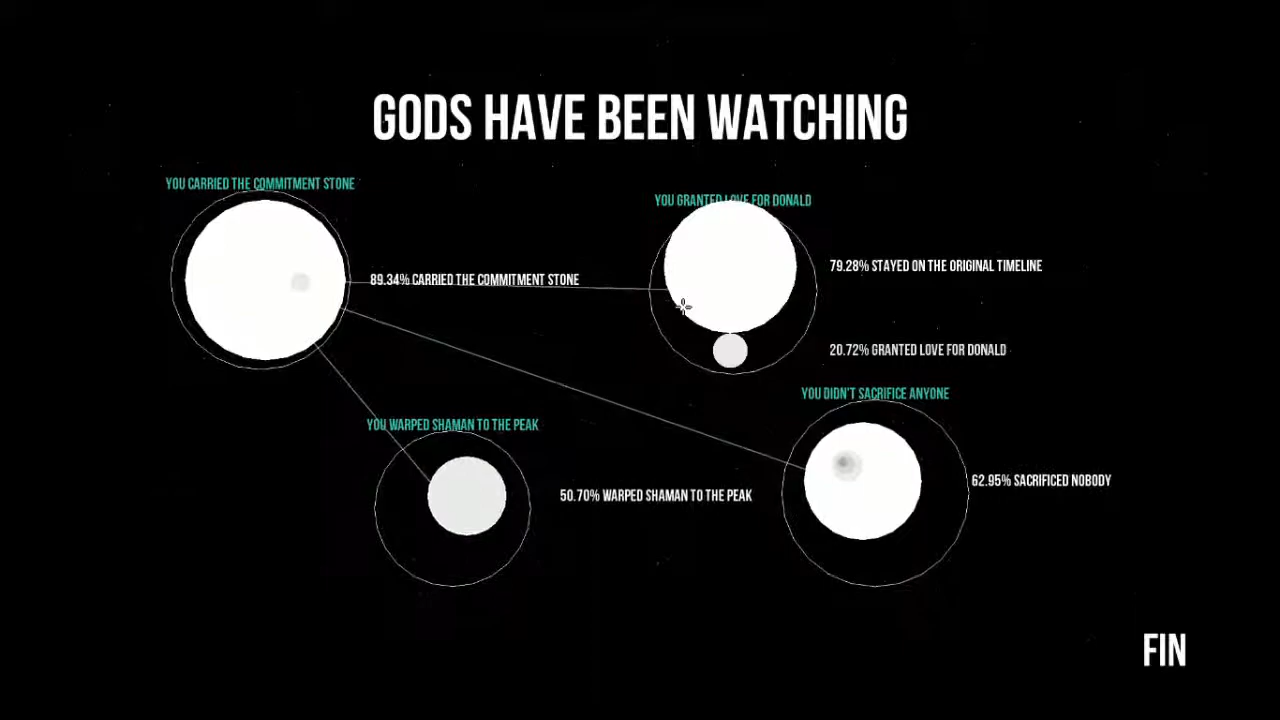 GODS HAVE BEEN WATCHING
YOU CARRIED THE COMMITMENT STONE
89.34% CARRIED THE COMMITMENT STONE
YOU GRANTED LOVE FOR DONALD
79.28% STAYED ON THE ORIGINAL TIMELINE
20.72% GRANTED LOVE FOR DONALD
YOU WARPED SHAMAN TO THE PEAK
50.70% WARPED SHAMAN TO THE PEAK
YOU DIDN'T SACRIFICE ANYONE
62.95% SACRIFICED NOBODY
FIN